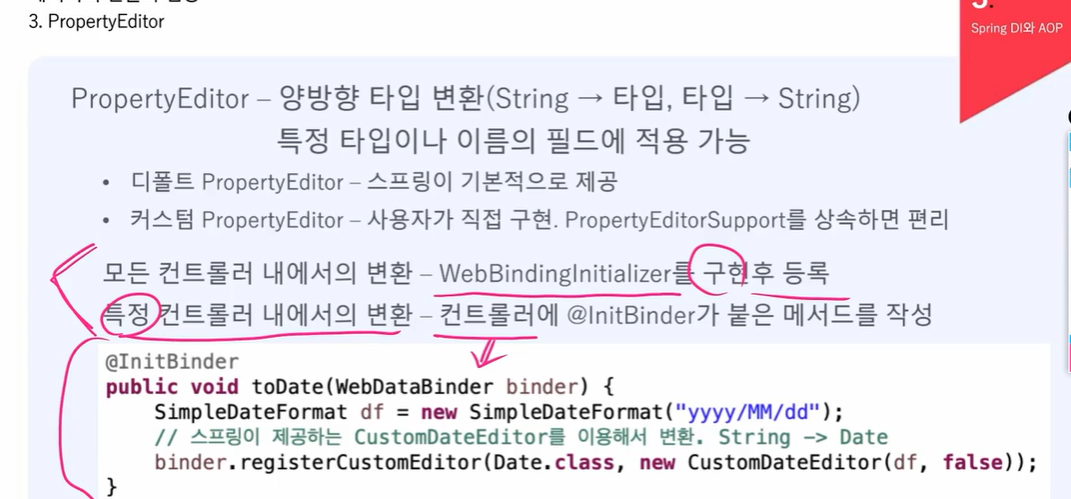 3. PropertyEditor
Spring DI와 AOP
PropertyEditor – 양방향 타입 변환(String → 타입, 타입 → String)
특정 타입이나 이름의 필드에 적용 가능
• 디폴트 PropertyEditor – 스프링이 기본적으로 제공
• 커스텀 PropertyEditor – 사용자가 직접 구현. PropertyEditorSupport를 상속하면 편리
모든 컨트롤러 내에서의 변환 – WebBindingInitializer를 구현후 등록
특정 컨트롤러 내에서의 변환 – 컨트롤러에 @InitBinder가 붙은 메서드를 작성
@InitBinder
public void toDate(WebDataBinder binder) {
    SimpleDateFormat df = new SimpleDateFormat("yyyy/MM/dd");
    // 스프링이 제공하는 CustomDateEditor를 이용해서 변환. String -> Date
    binder.registerCustomEditor(Date.class, new CustomDateEditor(df, false));
}